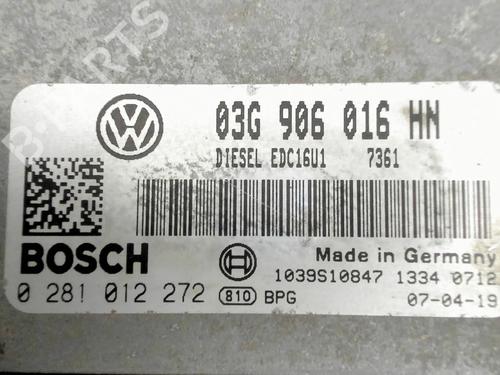 03G 906 016 HN
DIESEL EDC16U1 7361
BOSCH
Made in Germany
1039S10847 1334 0712
0 281 012 272 810 BPG
07-04-19